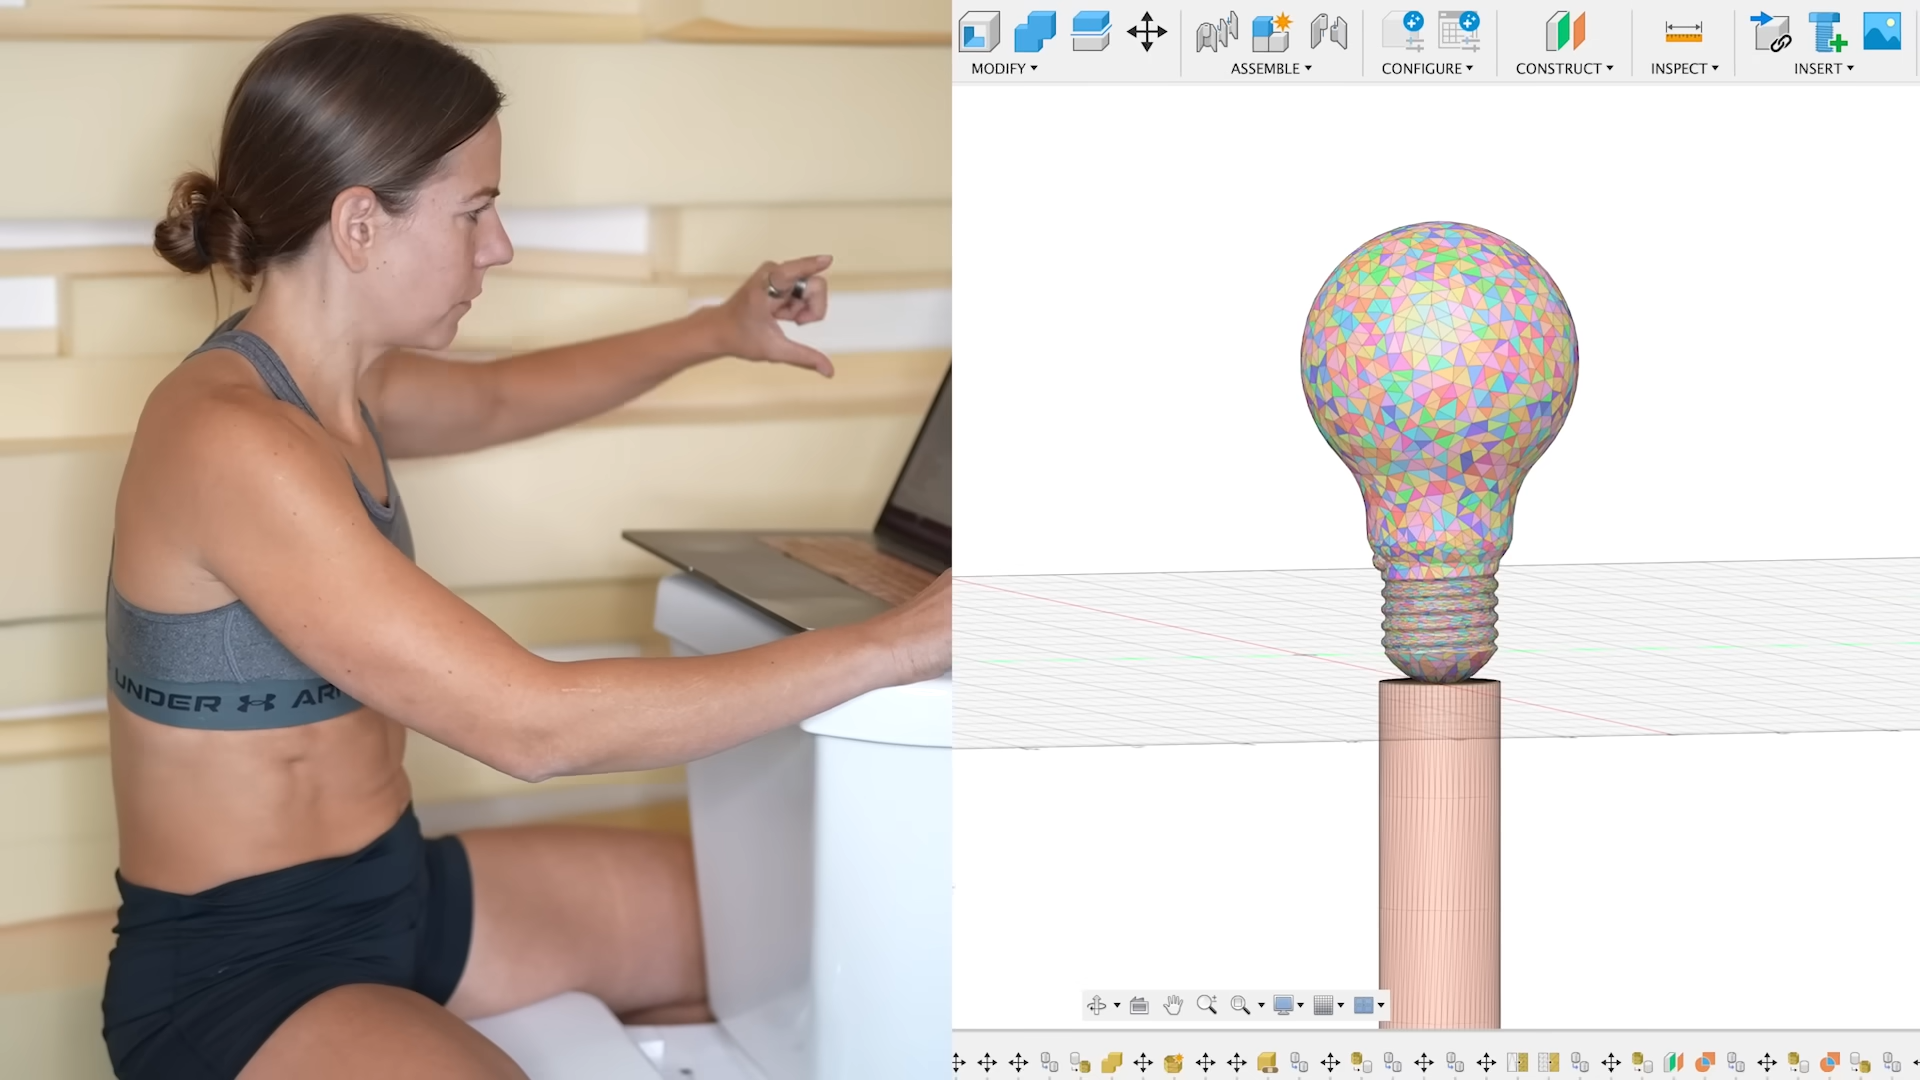 MODIFY
ASSEMBLE
CONFIGURE
CONSTRUCT
INSPECT
INSERT
UNDER AR